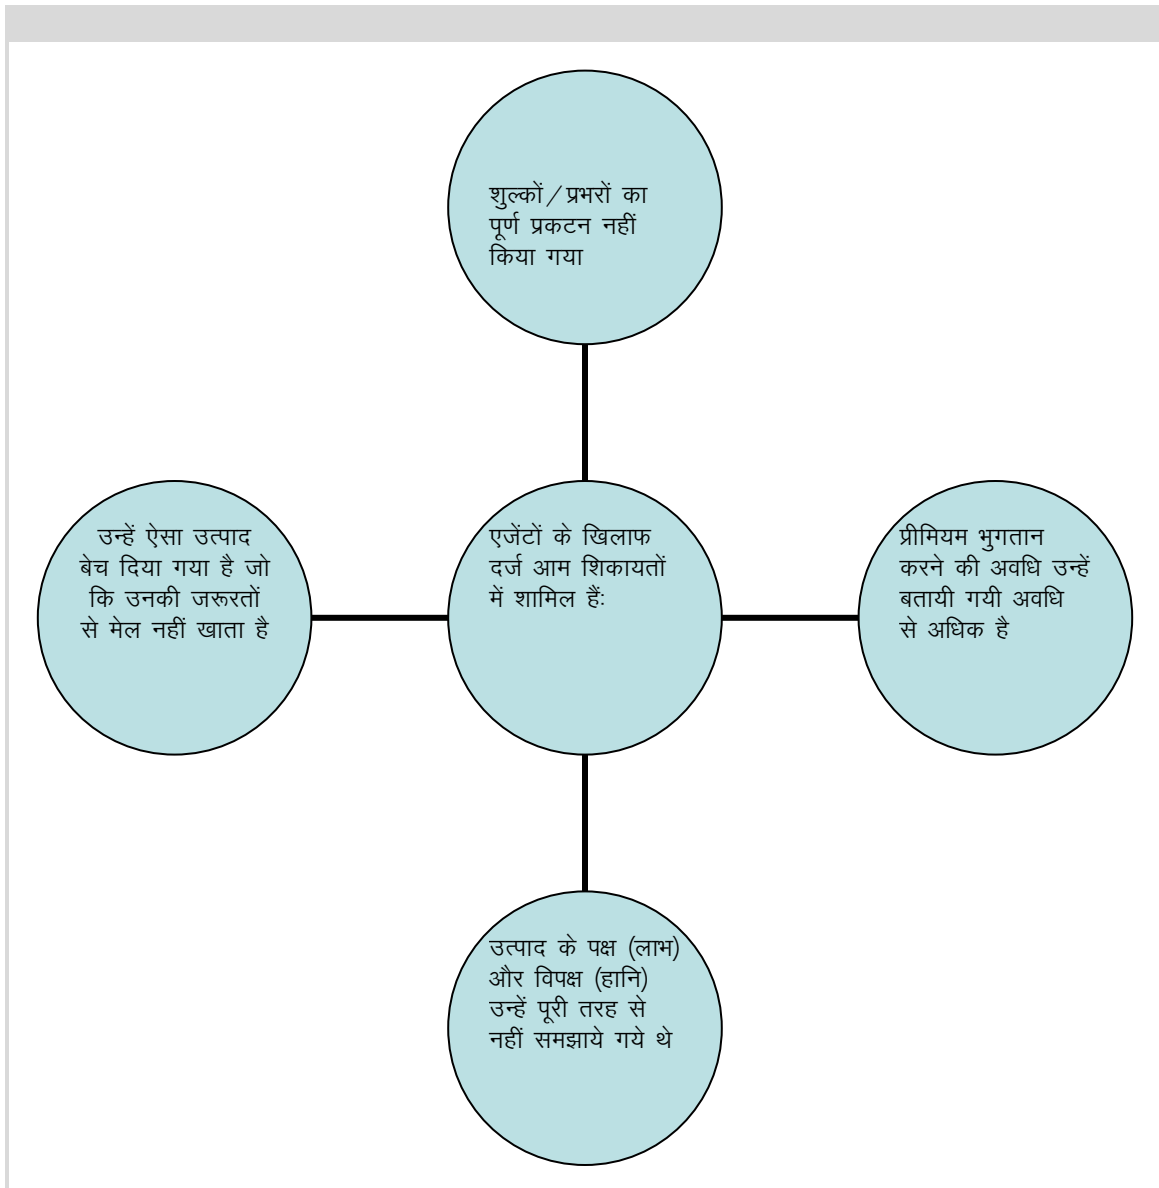 शुल्कों/प्रभरों का
पूर्ण प्रकटन नहीं
किया गया
उन्हें ऐसा उत्पाद
बेच दिया गया है जो
कि उनकी जरूरतों
से मेल नहीं खाता है
एजेंटों के खिलाफ
दर्ज आम शिकायतों
में शामिल हैं:
प्रीमियम भुगतान
करने की अवधि उन्हें
बतायी गयी अवधि
से अधिक है
उत्पाद के पक्ष (लाभ)
और विपक्ष (हानि)
उन्हें पूरी तरह से
नहीं समझाये गये थे